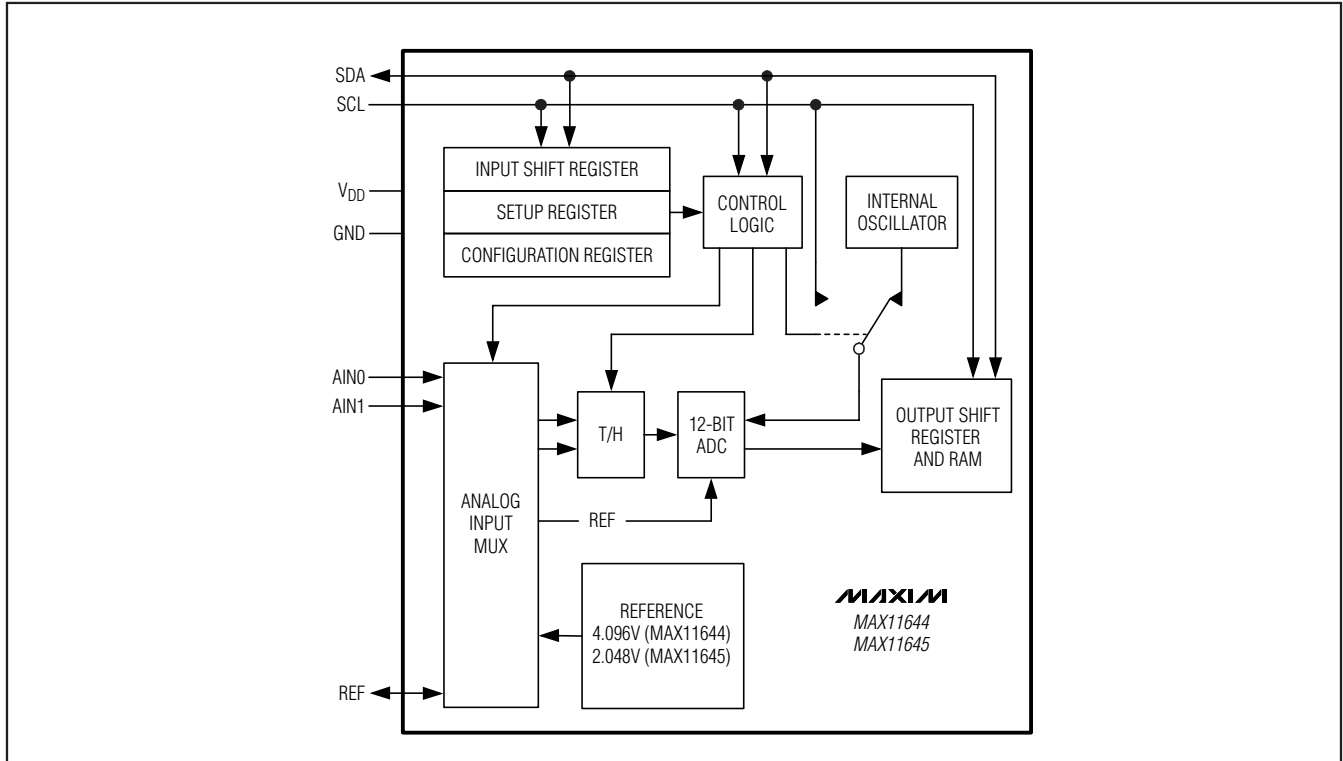 SDA
SCL
INPUT SHIFT REGISTER
SETUP REGISTER
CONFIGURATION REGISTER
VDD
GND
CONTROL
LOGIC
INTERNAL
OSCILLATOR
AIN0
AIN1
ANALOG
INPUT
MUX
T/H
12-BIT
ADC
OUTPUT SHIFT
REGISTER
AND RAM
REF
REFERENCE
4.096V (MAX11644)
2.048V (MAX11645)
MAXIM
MAX11644
MAX11645
REF